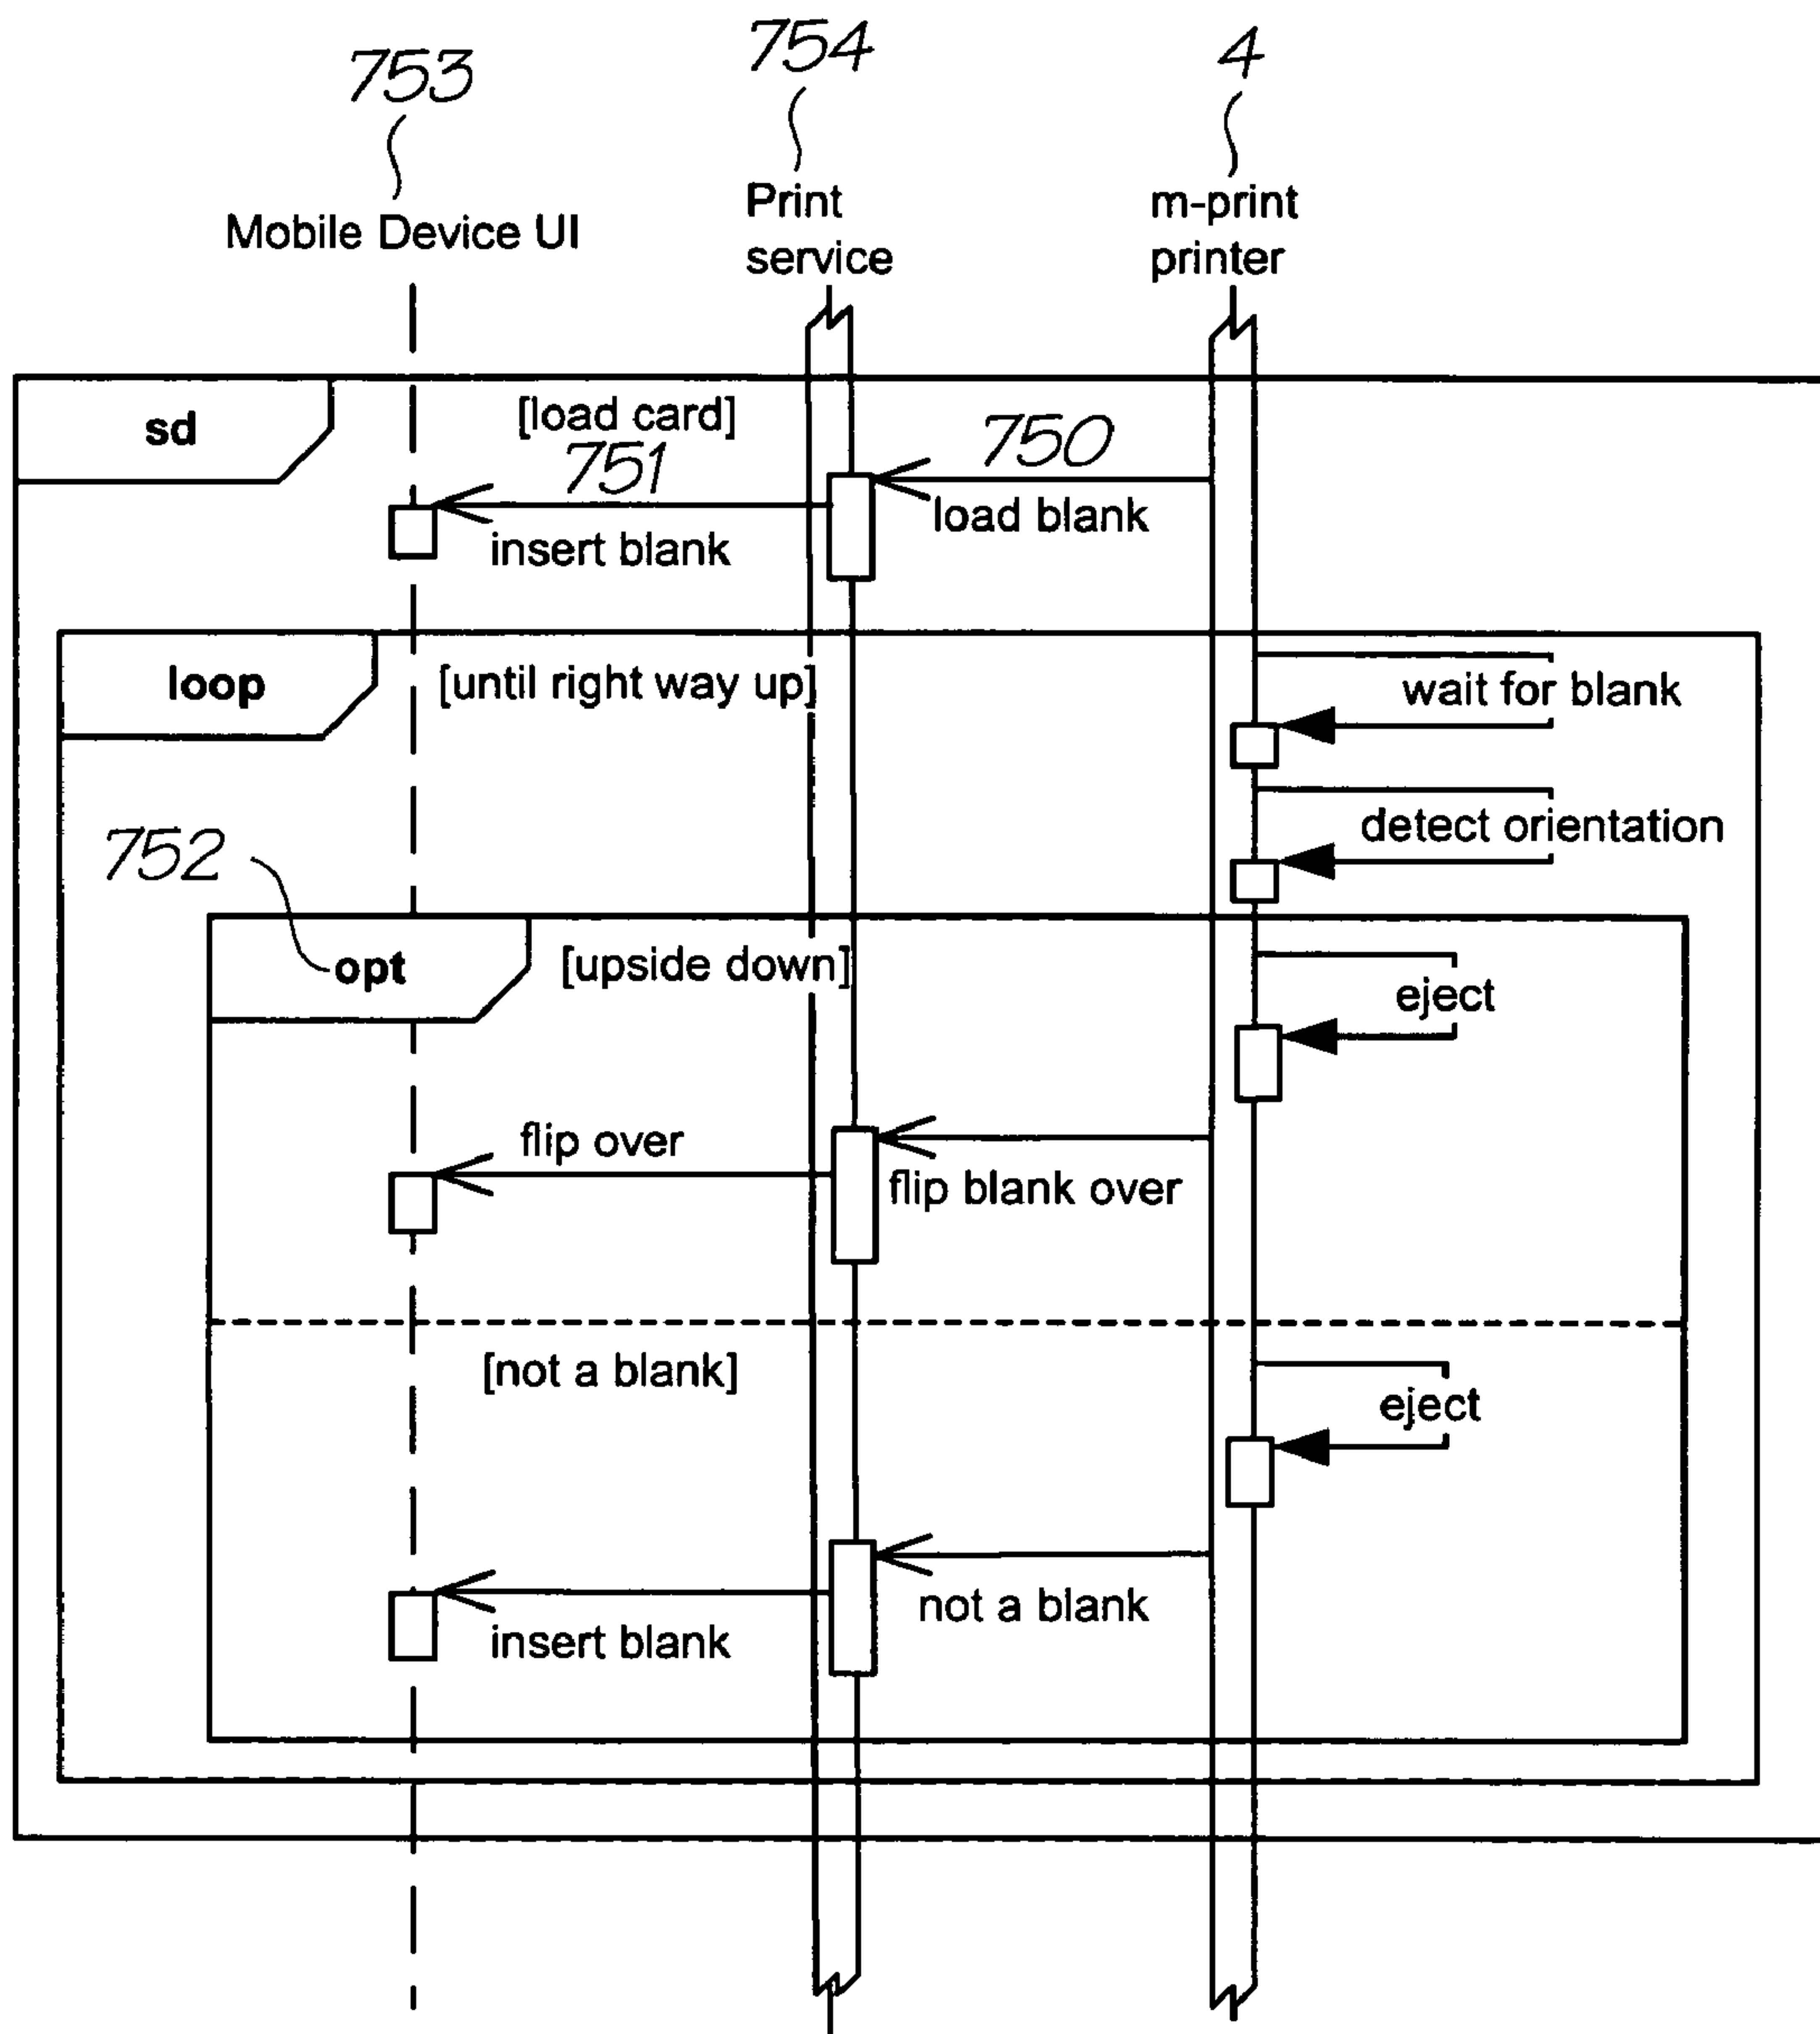 753
754
4
Mobile Device UI
Print
service
m-print
printer
sd
[load card]
751
750
insert blank
load blank
loop
[until right way up]
wait for blank
detect orientation
752
opt
[upside down]
eject
flip over
flip blank over
[not a blank]
eject
not a blank
insert blank